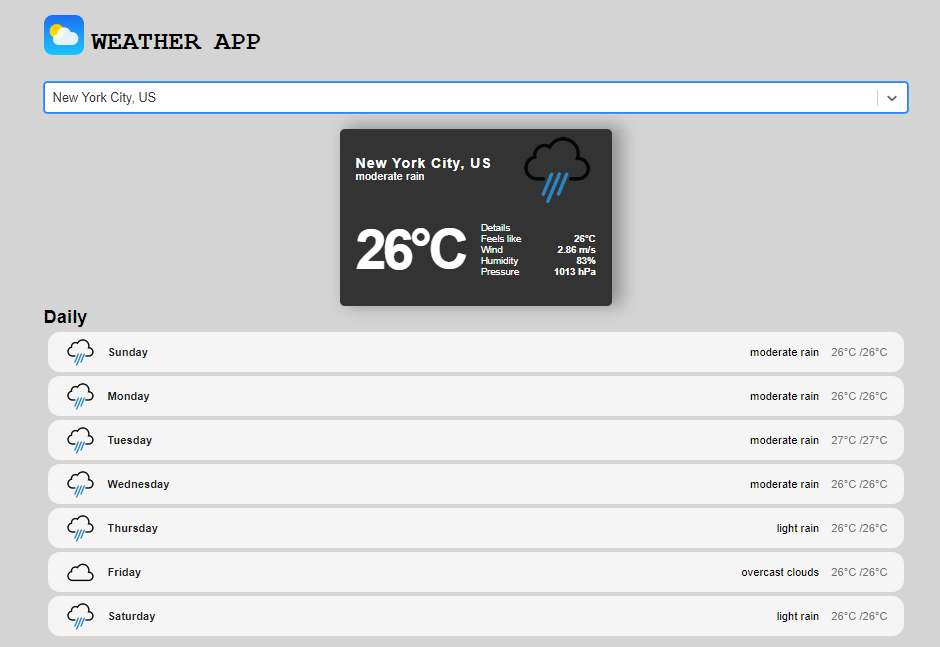 WEATHER APP
New York City, US
New York City, US
moderate rain
26°C
Details
Feels like 26°C
Wind 2.86 m/s
Humidity 83%
Pressure 1013 hPa
Daily
Sunday moderate rain 26°C /26°C
Monday moderate rain 26°C /26°C
Tuesday moderate rain 27°C /27°C
Wednesday moderate rain 26°C /26°C
Thursday light rain 26°C /26°C
Friday overcast clouds 26°C /26°C
Saturday light rain 26°C /26°C